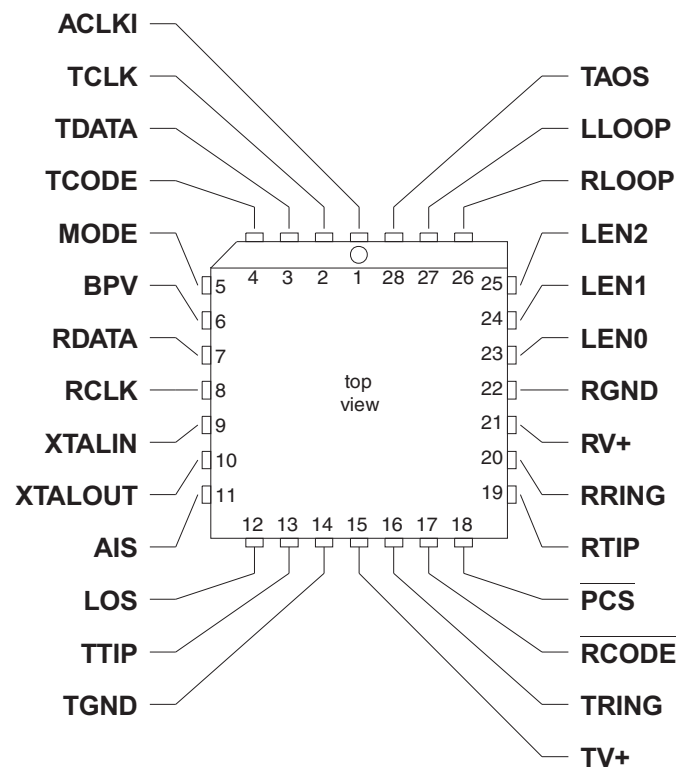 ACLKI
TCLK
TDATA
TCODE
MODE
BPV
RDATA
RCLK
XTALIN
XTALOUT
AIS
LOS
TTIP
TGND
TAOS
LLOOP
RLOOP
LEN2
LEN1
LEN0
RGND
RV+
RRING
RTIP
PCS
RCODE
TRING
TV+
4 3 2 1 28 27 26
5
6
7
8
9
10
11
25
24
23
22
21
20
19
12 13 14 15 16 17 18
top
view